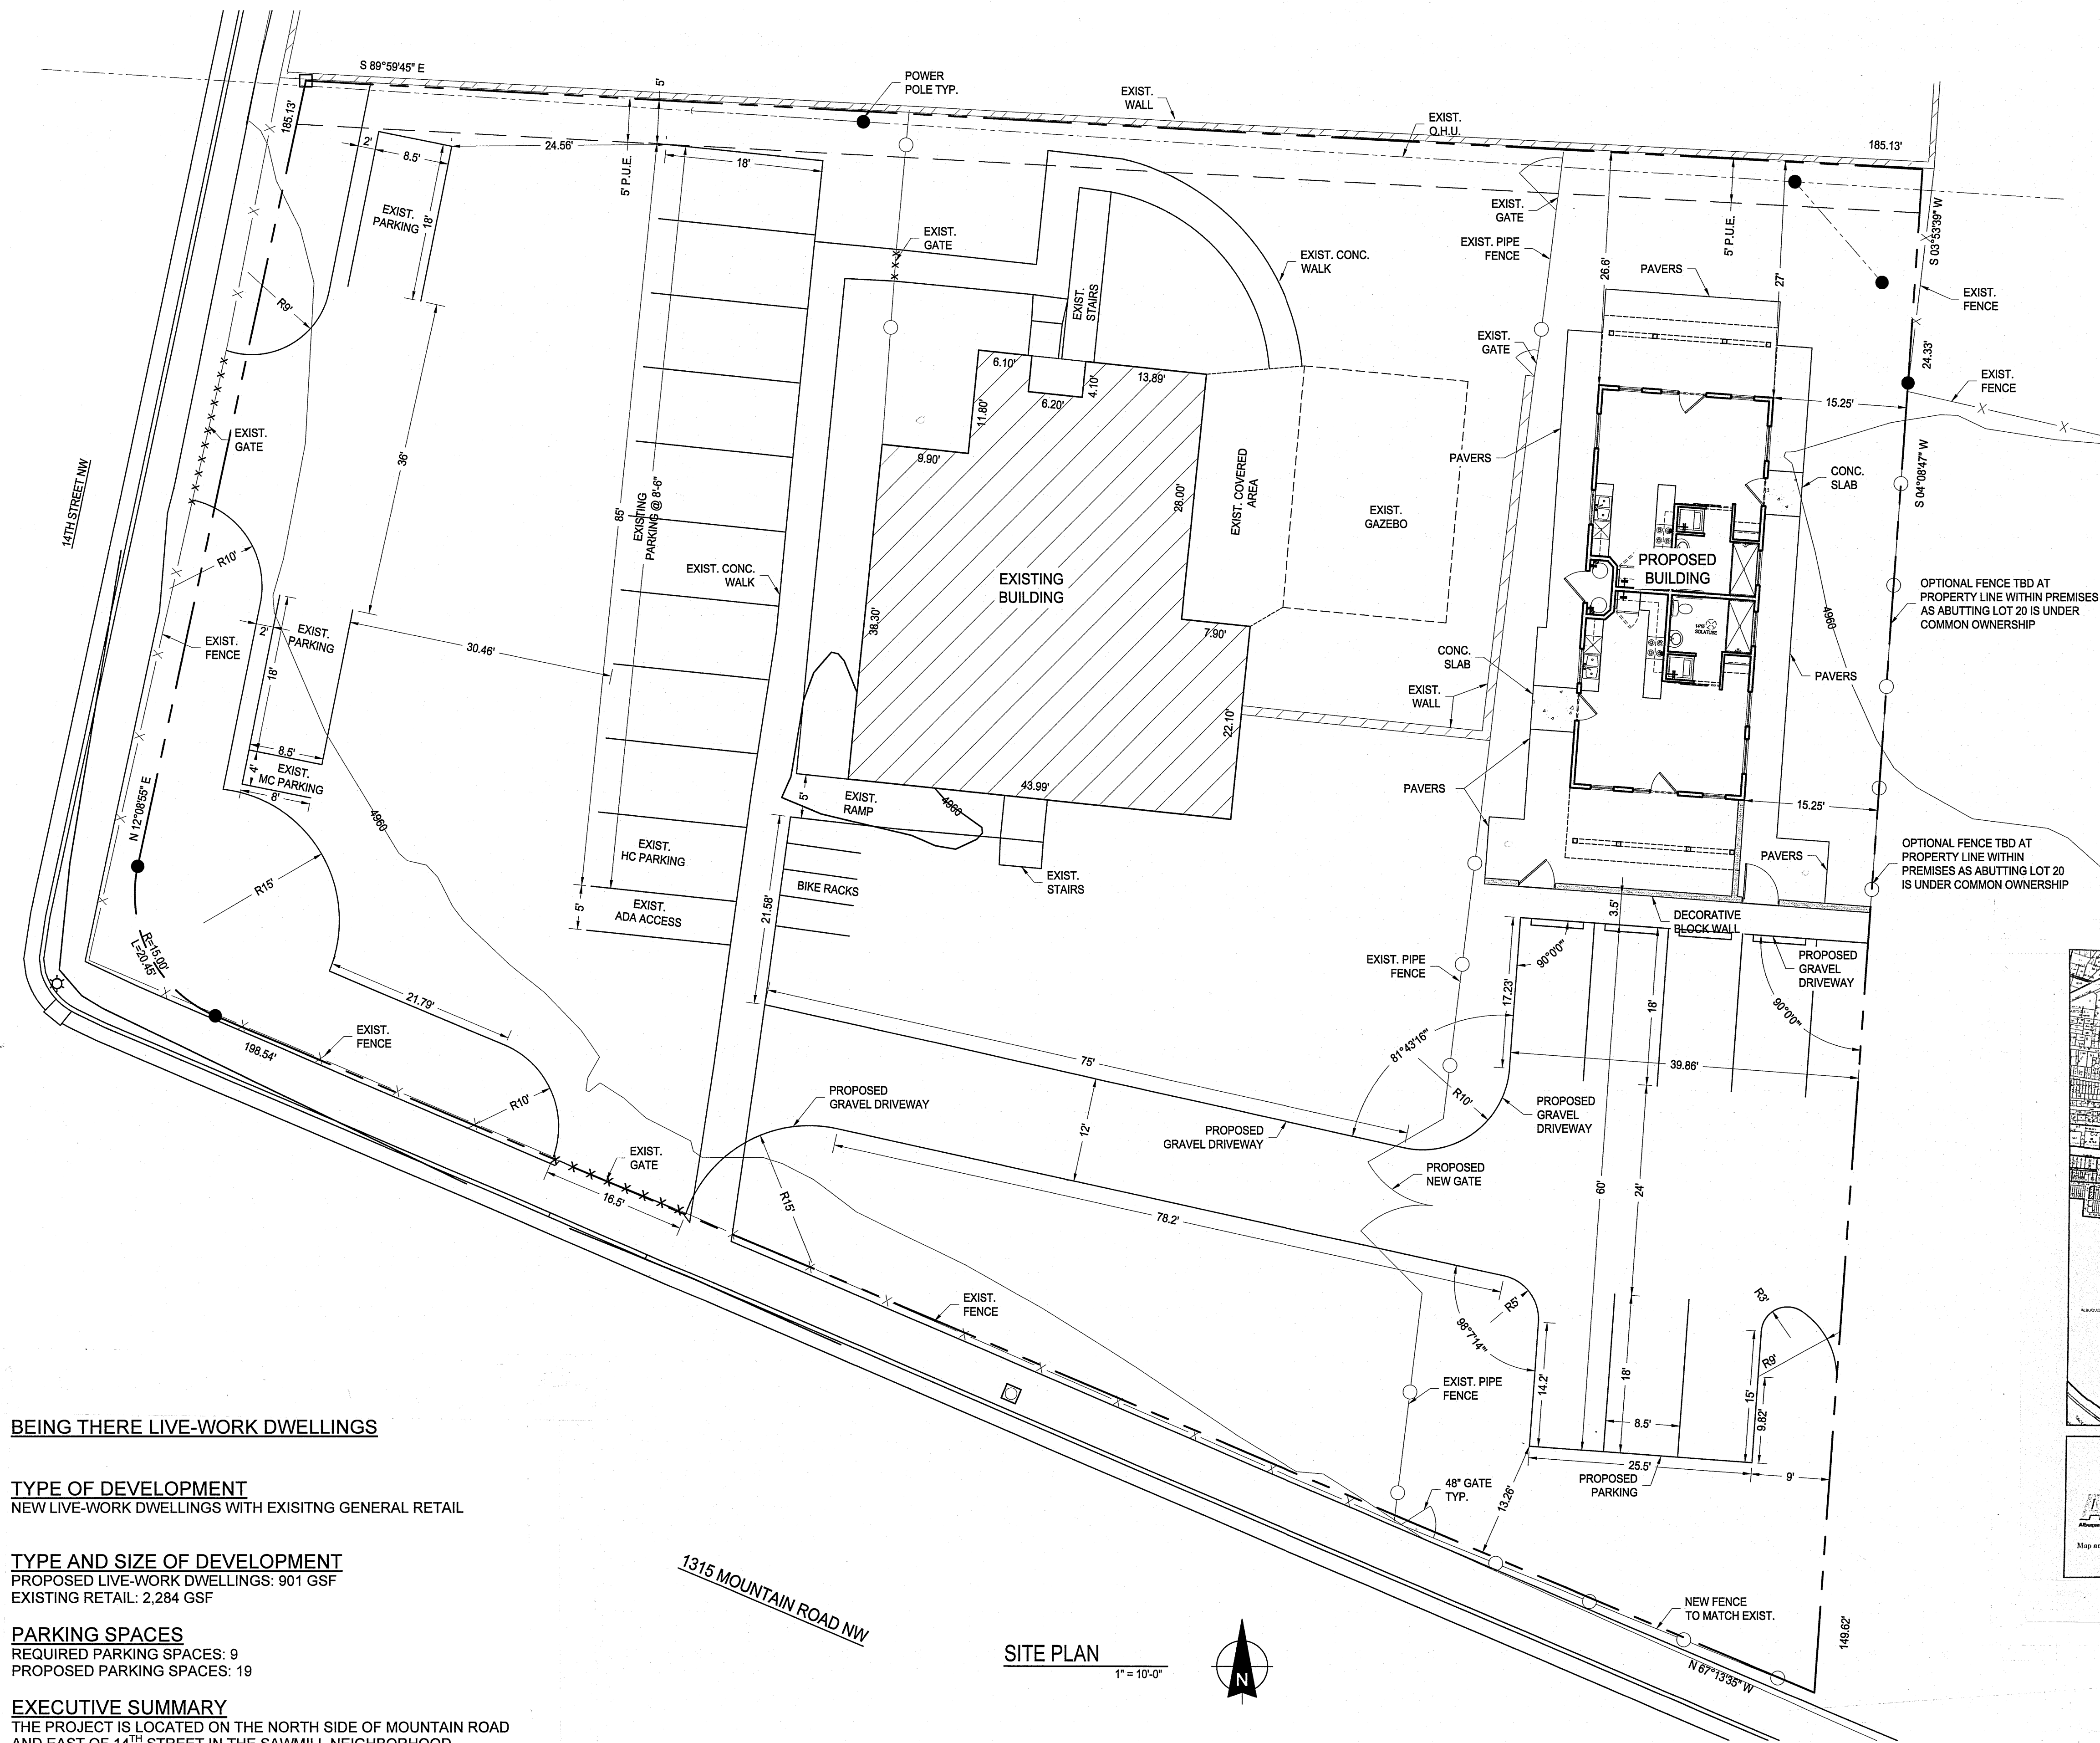 S 89°59'45" E
185.13'
2'
8.5'
24.56'
5'
5' P.U.E.
18'
POWER
POLE TYP.
EXIST.
WALL
EXIST.
O.H.U.
185.13'
EXIST.
PARKING
18'
R9'
EXIST.
GATE
EXIST.
STAIRS
EXIST. CONC.
WALK
EXIST.
GATE
EXIST. PIPE
FENCE
26.6'
PAVERS
5' P.U.E.
27'
S 03°53'39" W
EXIST.
FENCE
24.33'
EXIST.
GATE
EXIST.
FENCE
15.25'
6.10'
6.20'
4.10'
13.89'
11.80'
9.90'
EXIST.
GATE
14TH STREET NW
36'
85'
EXISTING
PARKING @ 8'-6"
28.00'
EXIST. COVERED
AREA
EXIST.
GAZEBO
PAVERS
CONC.
SLAB
S 04°08'47" W
R10'
EXIST. CONC.
WALK
EXISTING
BUILDING
38.30'
PROPOSED
BUILDING
14"Ø
SOLATUBE
4960
OPTIONAL FENCE TBD AT
PROPERTY LINE WITHIN PREMISES
AS ABUTTING LOT 20 IS UNDER
COMMON OWNERSHIP
2'
EXIST.
PARKING
EXIST.
FENCE
18'
30.46'
7.90'
CONC.
SLAB
EXIST.
WALL
PAVERS
22.10'
8.5'
4'
EXIST.
MC PARKING
8'
N 12°08'55" E
4960
5'
EXIST.
RAMP
4960
43.99'
PAVERS
15.25'
R15'
EXIST.
HC PARKING
BIKE RACKS
EXIST.
STAIRS
PAVERS
OPTIONAL FENCE TBD AT
PROPERTY LINE WITHIN
PREMISES AS ABUTTING LOT 20
IS UNDER COMMON OWNERSHIP
5'
EXIST.
ADA ACCESS
21.58'
3.5'
DECORATIVE
BLOCK WALL
R=15.00'
L=20.45'
21.79'
EXIST. PIPE
FENCE
90°0'0"
17.23'
18'
PROPOSED
GRAVEL
DRIVEWAY
90°0'0"
198.54'
EXIST.
FENCE
75'
81°43'16"
39.86'
R10'
PROPOSED
GRAVEL DRIVEWAY
12'
PROPOSED
GRAVEL DRIVEWAY
R10'
PROPOSED
GRAVEL
DRIVEWAY
EXIST.
GATE
16.5'
R15'
78.2'
PROPOSED
NEW GATE
60'
24'
EXIST.
FENCE
R5'
98°7'14"
R3'
R9'
EXIST. PIPE
FENCE
14.2'
18'
8.5'
15'
9.82'
25.5'
9'
PROPOSED
PARKING
48" GATE
TYP.
13.26'
NEW FENCE
TO MATCH EXIST.
149.62'
N 67°13'35" W
BEING THERE LIVE-WORK DWELLINGS
TYPE OF DEVELOPMENT
NEW LIVE-WORK DWELLINGS WITH EXISITNG GENERAL RETAIL
TYPE AND SIZE OF DEVELOPMENT
PROPOSED LIVE-WORK DWELLINGS: 901 GSF
EXISTING RETAIL: 2,284 GSF
PARKING SPACES
REQUIRED PARKING SPACES: 9
PROPOSED PARKING SPACES: 19
EXECUTIVE SUMMARY
THE PROJECT IS LOCATED ON THE NORTH SIDE OF MOUNTAIN ROAD
AND EAST OF 14TH STREET IN THE SAWMILL NEIGHBORHOOD
1315 MOUNTAIN ROAD NW
SITE PLAN
1" = 10'-0"
N
Map